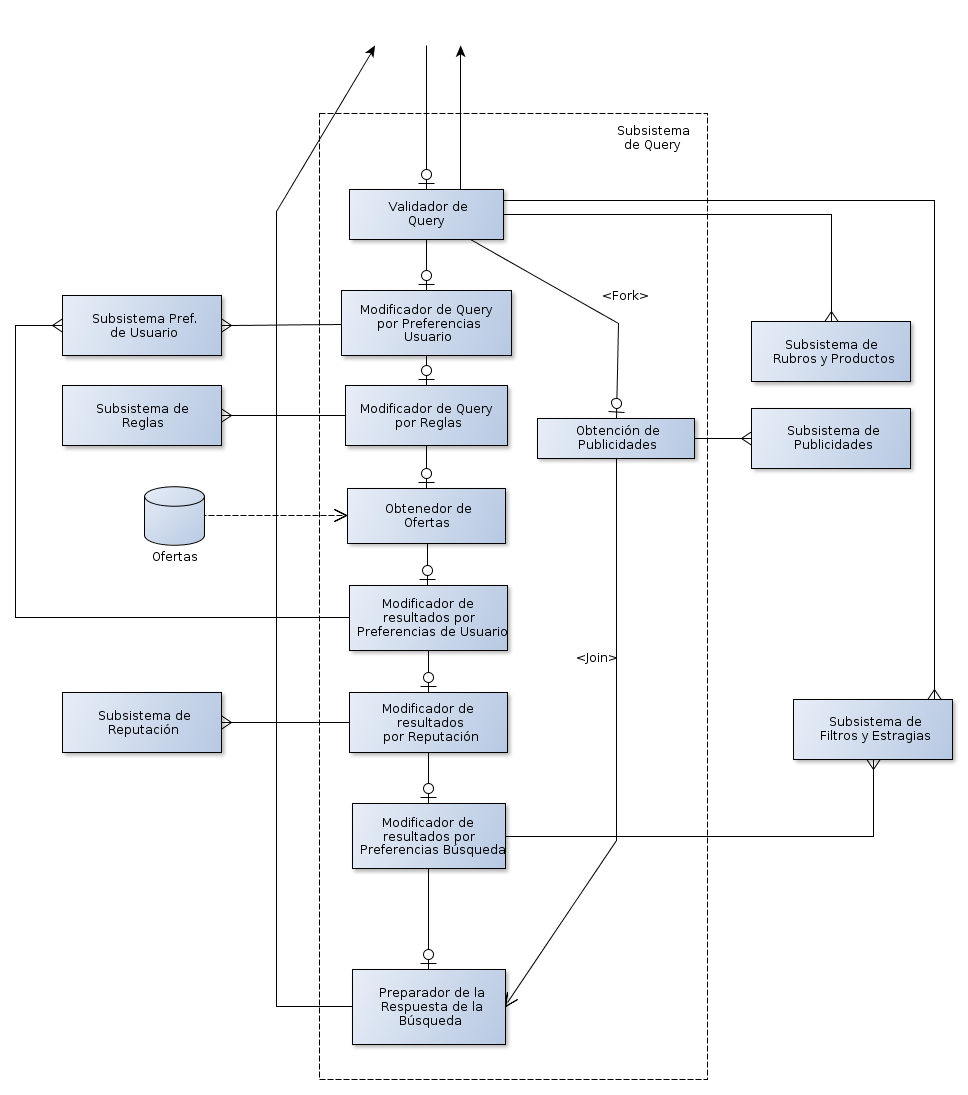 Subsistema
de Query
Validador de
Query
<Fork>
Subsistema Pref.
de Usuario
Modificador de Query
por Preferencias
Usuario
Subsistema de
Rubros y Productos
Subsistema de
Reglas
Modificador de Query
por Reglas
Obtención de
Publicidades
Subsistema de
Publicidades
Obtenedor de
Ofertas
Ofertas
Modificador de
resultados por
Preferencias de Usuario
<Join>
Subsistema de
Reputación
Modificador de
resultados
por Reputación
Subsistema de
Filtros y Estragias
Modificador de
resultados por
Preferencias Búsqueda
Preparador de la
Respuesta de la
Búsqueda